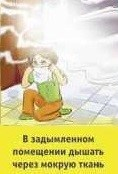 В задымленном
помещении дышать
через мокрую ткань